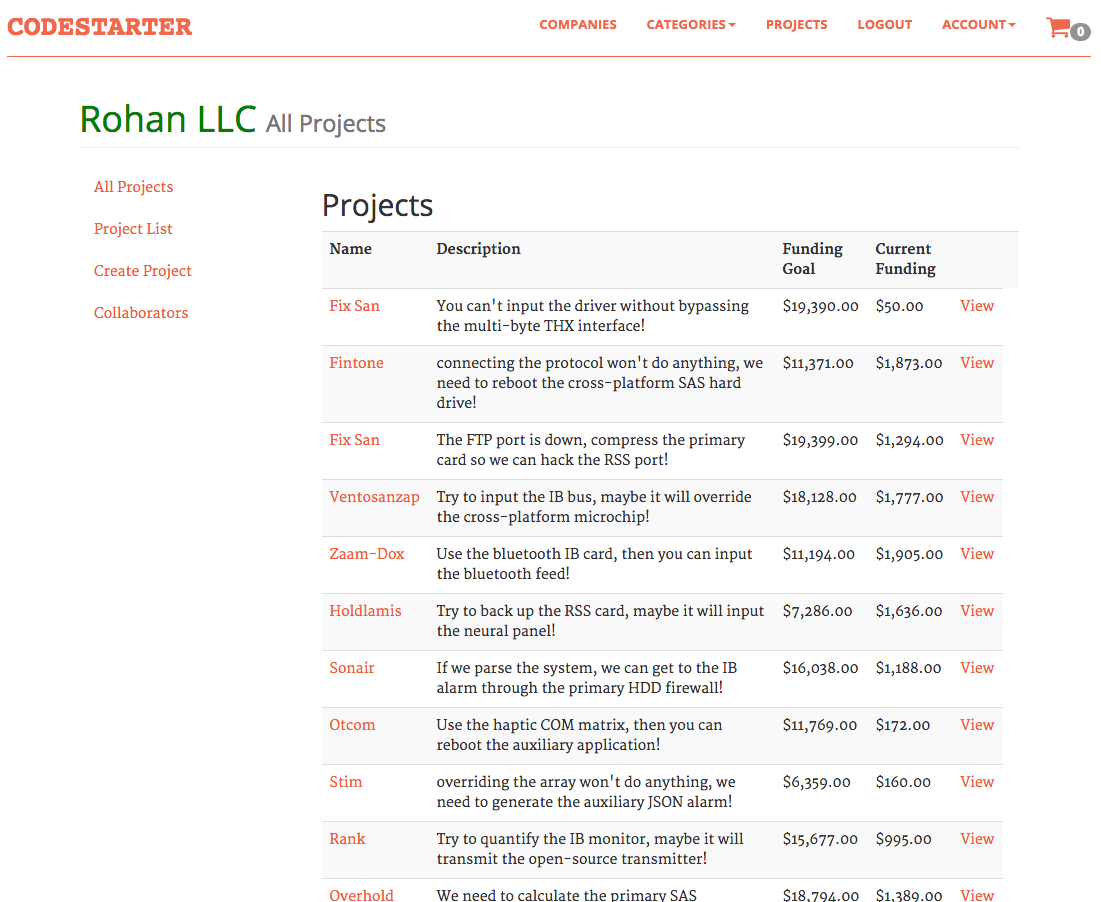 CODESTARTER
COMPANIES CATEGORIES PROJECTS LOGOUT ACCOUNT 0
Rohan LLC All Projects
All Projects
Project List
Create Project
Collaborators
Projects
Name Description Funding Goal Current Funding
Fix San You can't input the driver without bypassing $19,390.00 $50.00 View
the multi-byte THX interface!
Fintone connecting the protocol won't do anything, we $11,371.00 $1,873.00 View
need to reboot the cross-platform SAS hard
drive!
Fix San The FTP port is down, compress the primary $19,399.00 $1,294.00 View
card so we can hack the RSS port!
Ventosanzap Try to input the IB bus, maybe it will override $18,128.00 $1,777.00 View
the cross-platform microchip!
Zaam-Dox Use the bluetooth IB card, then you can input $11,194.00 $1,905.00 View
the bluetooth feed!
Holdlamis Try to back up the RSS card, maybe it will input $7,286.00 $1,636.00 View
the neural panel!
Sonair If we parse the system, we can get to the IB $16,038.00 $1,188.00 View
alarm through the primary HDD firewall!
Otcom Use the haptic COM matrix, then you can $11,769.00 $172.00 View
reboot the auxiliary application!
Stim overriding the array won't do anything, we $6,359.00 $160.00 View
need to generate the auxiliary JSON alarm!
Rank Try to quantify the IB monitor, maybe it will $15,677.00 $995.00 View
transmit the open-source transmitter!
Overhold We need to calculate the primary SAS $18,794.00 $1,389.00 View